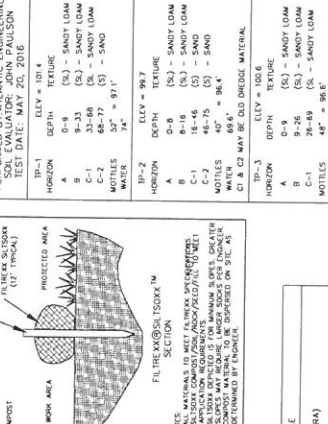 ATLANTIC ENGINEERING
SOIL EVALUATOR: JOHN PAULSON
TEST DATE: MAY 20, 2016
TP-1 ELEV = 101.4
HORIZON DEPTH TEXTURE
A 0-9 (SL) - SANDY LOAM
B 9-33 (SL) - SANDY LOAM
C-1 33-68 (SL - SANDY LOAM
C-2 68-77 (S) - SAND
MOTTLES 52" = 97.1'
WATER 74"
TP-2 ELEV = 99.7
HORIZON DEPTH TEXTURE
A 0-8 (SL) - SANDY LOAM
B 8-16 (SL) - SANDY LOAM
C-1 16-46 (S) - SAND
C-2 46-75 (S) - SAND
MOTTLES 40" = 96.4'
WATER 69.6"
C1 & C2 MAY BE OLD DREDGE MATERIAL
TP-3 ELEV = 100.6
HORIZON DEPTH TEXTURE
A 0-9 (SL) - SANDY LOAM
B 9-26 (SL) - SANDY LOAM
C-1 26-69 (SL - SANDY LOAM
MOTTLES 48" = 96.6'
COMPOST
FILTREXX SILTSOXX
(12" TYPICAL)
WORK AREA
PROTECTED AREA
FILTREXX®SILTSOXX™
SECTION
ALL MATERIALS TO MEET FILTREXX SPECIFICATIONS
SILTSOXX COMPOST/SOIL/ROCK/SEED/FILL TO MEET
APPLICATION REQUIREMENTS.
SILTSOXX DEPICTED IS FOR MINIMUM SLOPES. GREATER
SLOPES MAY REQUIRE LARGER SOCKS PER ENGINEER.
COMPOST MATERIAL TO BE DISPERSED ON SITE, AS
DETERMINED BY ENGINEER.